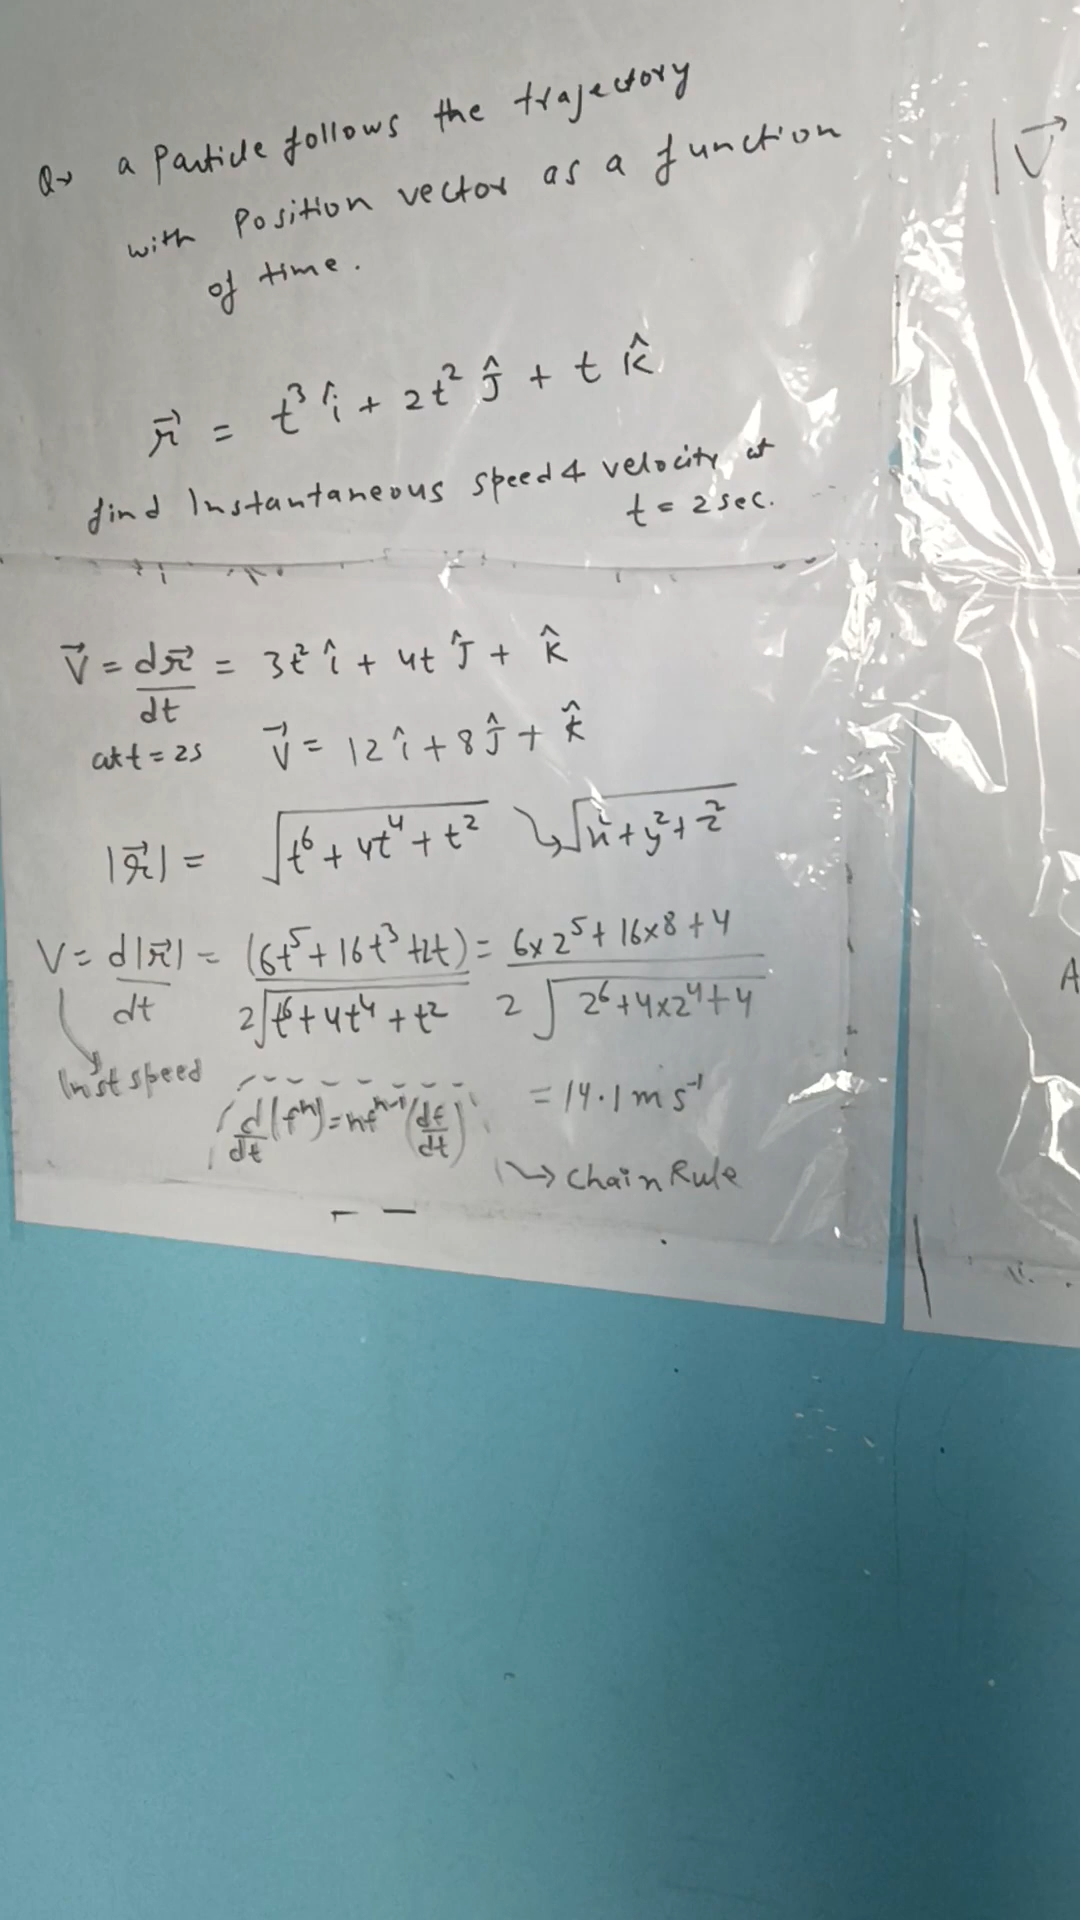 Q→ a Particle follows the trajectory
with Position vector as a function
of time.
r⃗ = t³ î + 2t² ĵ + t k̂
find Instantaneous speed & velocity at
t = 2 sec.
V⃗ = dr⃗/dt = 3t² î + 4t ĵ + k̂
at t = 2s V⃗ = 12 î + 8 ĵ + k̂
|r⃗| = √(t⁶ + 4t⁴ + t²) ↳ √(x² + y² + z²)
V = d|r⃗|/dt = (6t⁵ + 16t³ + 2t)/(2√(t⁶ + 4t⁴ + t²)) = (6×2⁵ + 16×8 + 4)/(2√(2⁶ + 4×2⁴ + 4))
Inst speed
= 14.1 m s⁻¹
d/dt (fⁿ) = nfⁿ⁻¹ (df/dt)
↳ Chain Rule
|V⃗
A